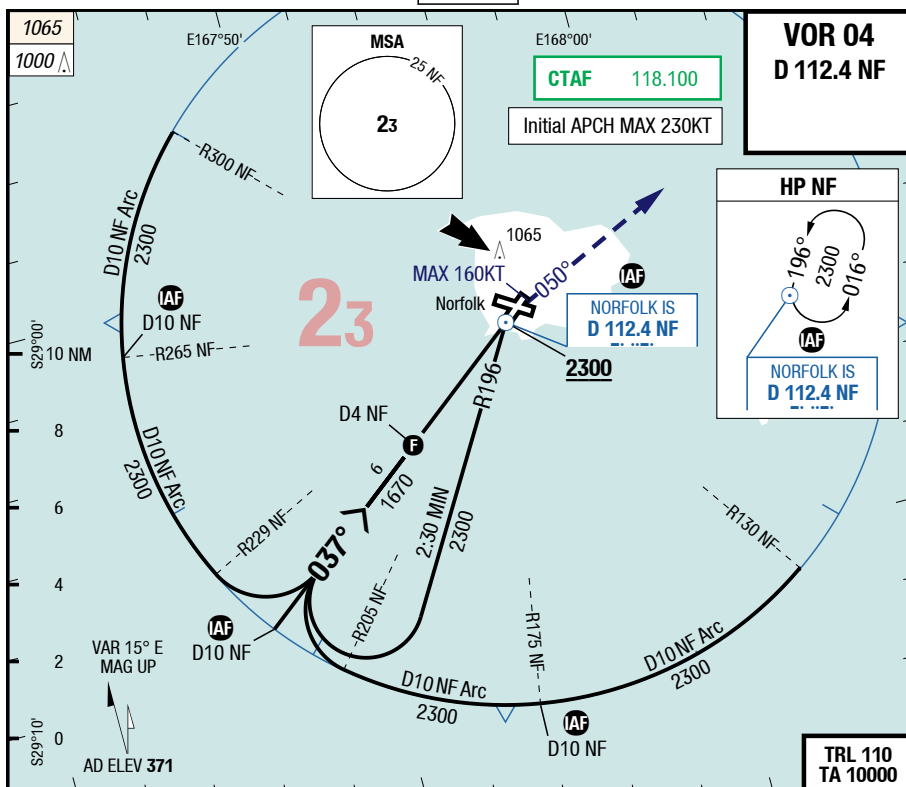 1065
1000
E167°50'
MSA
25 NF
23
E168°00'
CTAF 118.100
Initial APCH MAX 230KT
VOR 04
D 112.4 NF
HP NF
196°
2300
016°
IAF
NORFOLK IS
D 112.4 NF
R300 NF
D10 NF Arc
2300
23
1065
MAX 160KT
050°
IAF
Norfolk
NORFOLK IS
D 112.4 NF
2300
IAF
D10 NF
R265 NF
S29°00'
10 NM
8
6
4
2
0
S29°10'
D10 NF Arc
2300
D4 NF
F
6
1670
R196
2:30 MIN
2300
R229 NF
037°
R205 NF
R130 NF
R175 NF
IAF
D10 NF
D10 NF Arc
2300
D10 NF Arc
2300
IAF
D10 NF
VAR 15° E
MAG UP
AD ELEV 371
TRL 110
TA 10000